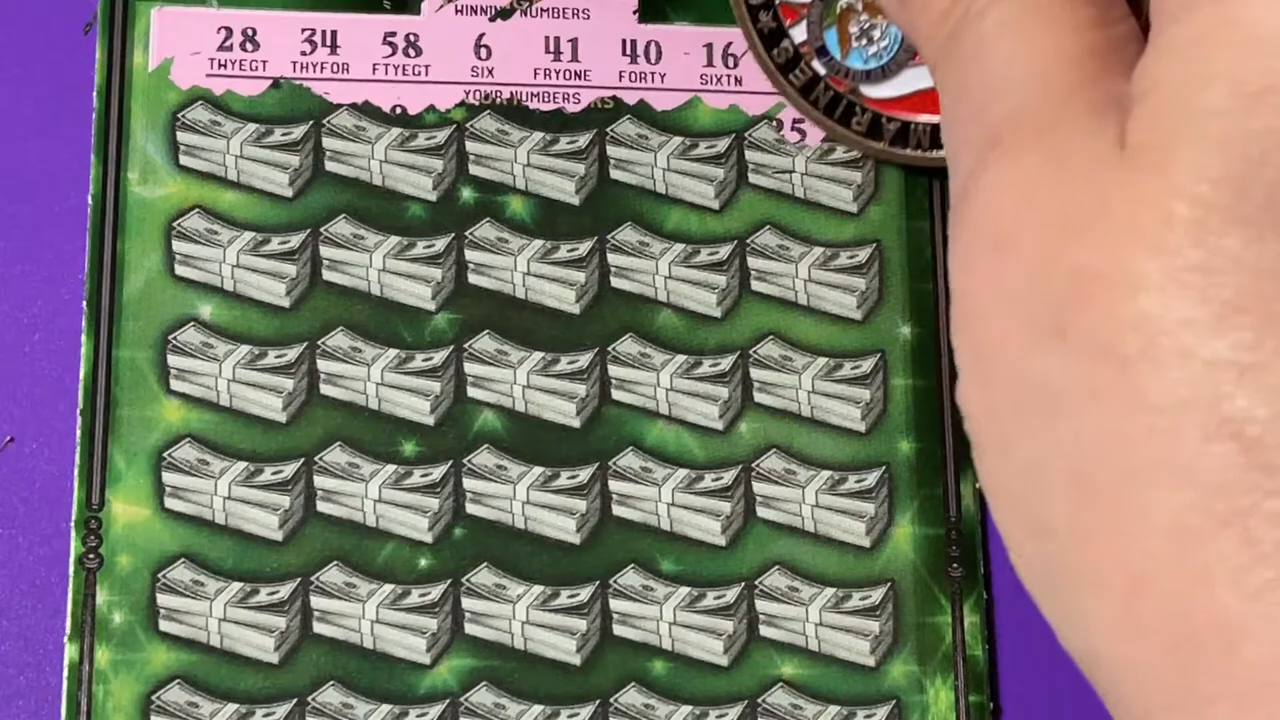 WINNING NUMBERS
28 34 58 6 41 40 16
THYEGT THYFOR FTYEGT SIX FRYONE FORTY SIXTN
YOUR NUMBERS
25
MARINES